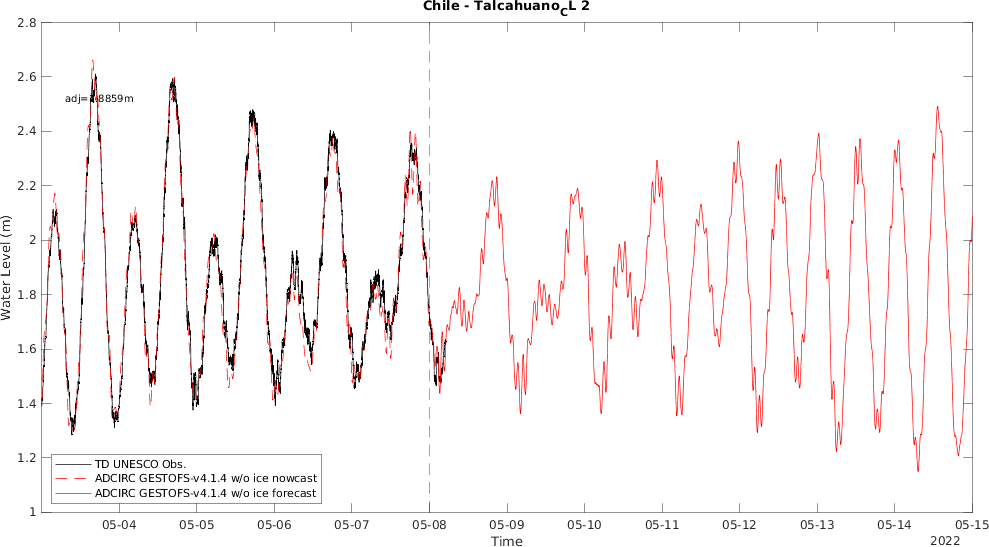 Chile - TalcahuanoCL 2
2.8
2.6
2.4
2.2
2
1.8
1.6
1.4
1.2
1
Water Level (m)
TD UNESCO Obs.
ADCIRC GESTOFS-v4.1.4 w/o ice nowcast
ADCIRC GESTOFS-v4.1.4 w/o ice forecast
05-04 05-05 05-06 05-07 05-08 05-09 05-10 05-11 05-12 05-13 05-14 05-15
Time
2022